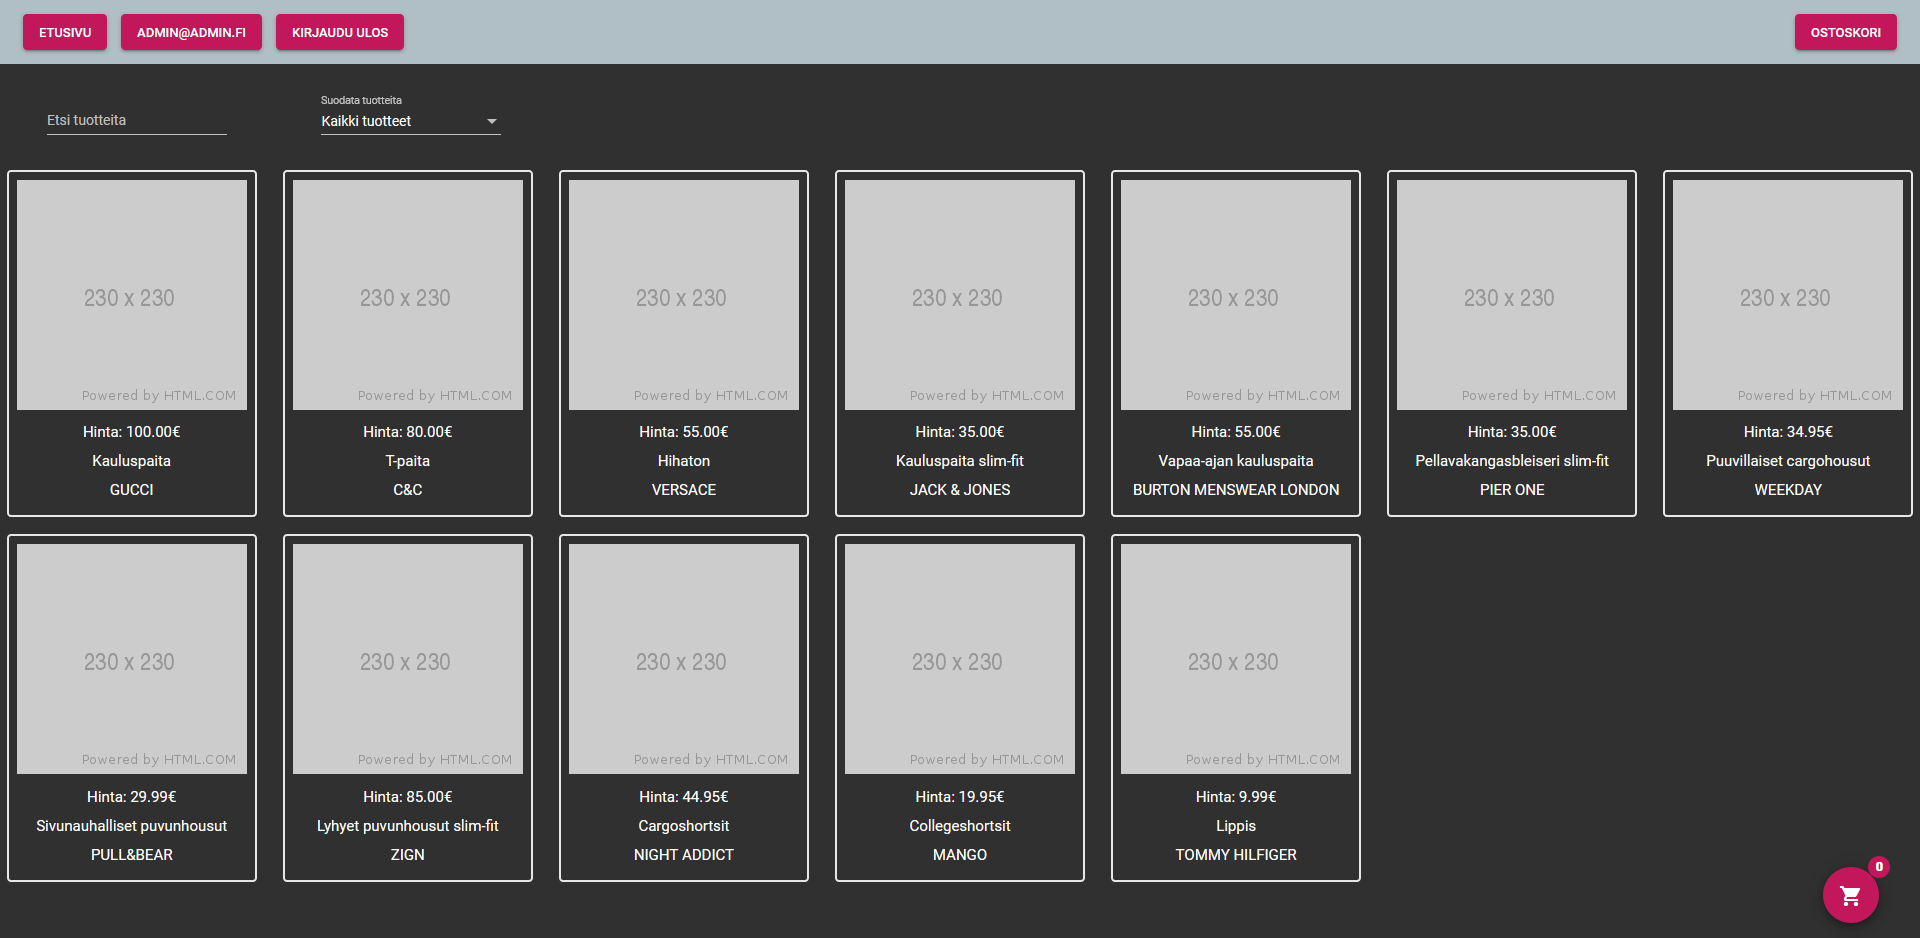 ETUSIVU ADMIN@ADMIN.FI KIRJAUDU ULOS OSTOSKORI
Suodata tuotteita
Etsi tuotteita Kaikki tuotteet
230 x 230 230 x 230 230 x 230 230 x 230 230 x 230 230 x 230 230 x 230
Powered by HTML.COM Powered by HTML.COM Powered by HTML.COM Powered by HTML.COM Powered by HTML.COM Powered by HTML.COM Powered by HTML.COM
Hinta: 100.00€ Hinta: 80.00€ Hinta: 55.00€ Hinta: 35.00€ Hinta: 55.00€ Hinta: 35.00€ Hinta: 34.95€
Kauluspaita T-paita Hihaton Kauluspaita slim-fit Vapaa-ajan kauluspaita Pellavakangasbleiseri slim-fit Puuvillaiset cargohousut
GUCCI C&C VERSACE JACK & JONES BURTON MENSWEAR LONDON PIER ONE WEEKDAY
230 x 230 230 x 230 230 x 230 230 x 230 230 x 230
Powered by HTML.COM Powered by HTML.COM Powered by HTML.COM Powered by HTML.COM Powered by HTML.COM
Hinta: 29.99€ Hinta: 85.00€ Hinta: 44.95€ Hinta: 19.95€ Hinta: 9.99€
Sivunauhalliset puvunhousut Lyhyet puvunhousut slim-fit Cargoshortsit Collegeshortsit Lippis
PULL&BEAR ZIGN NIGHT ADDICT MANGO TOMMY HILFIGER
0